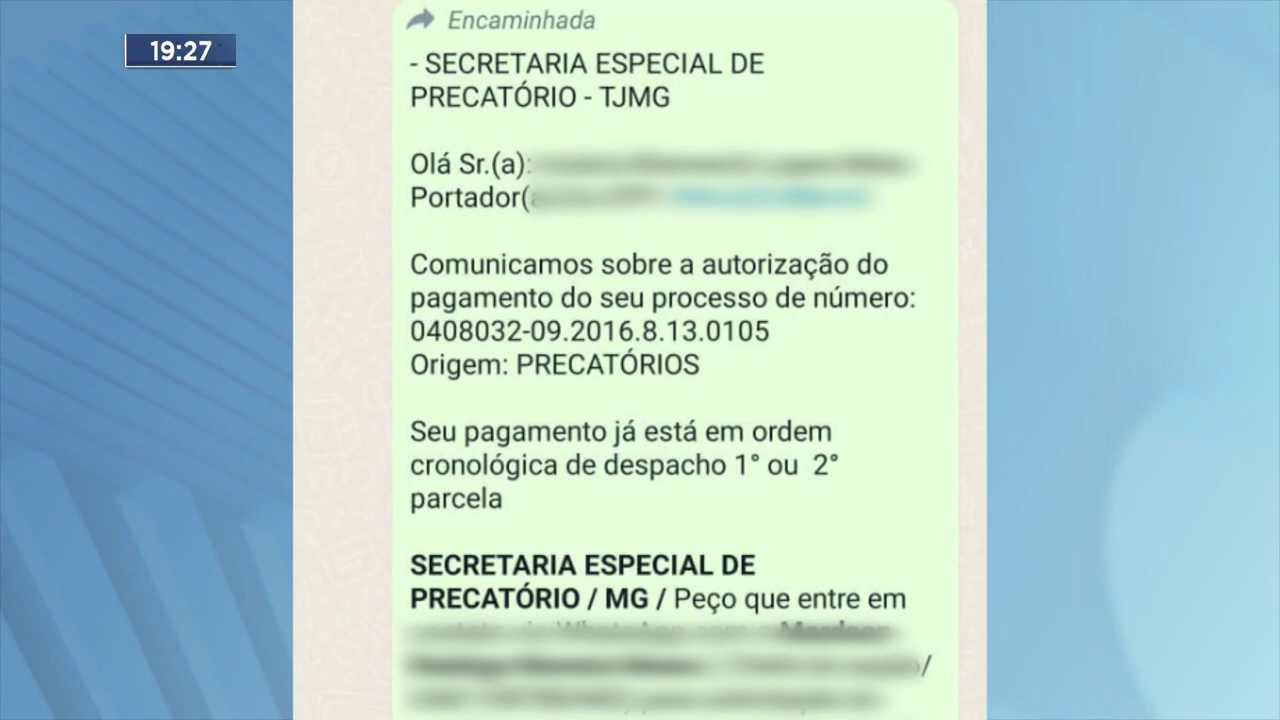 19:27
Encaminhada
- SECRETARIA ESPECIAL DE
PRECATÓRIO - TJMG
Olá Sr.(a):
Portador(
Comunicamos sobre a autorização do
pagamento do seu processo de número:
0408032-09.2016.8.13.0105
Origem: PRECATÓRIOS
Seu pagamento já está em ordem
cronológica de despacho 1° ou 2°
parcela
SECRETARIA ESPECIAL DE
PRECATÓRIO / MG / Peço que entre em
/